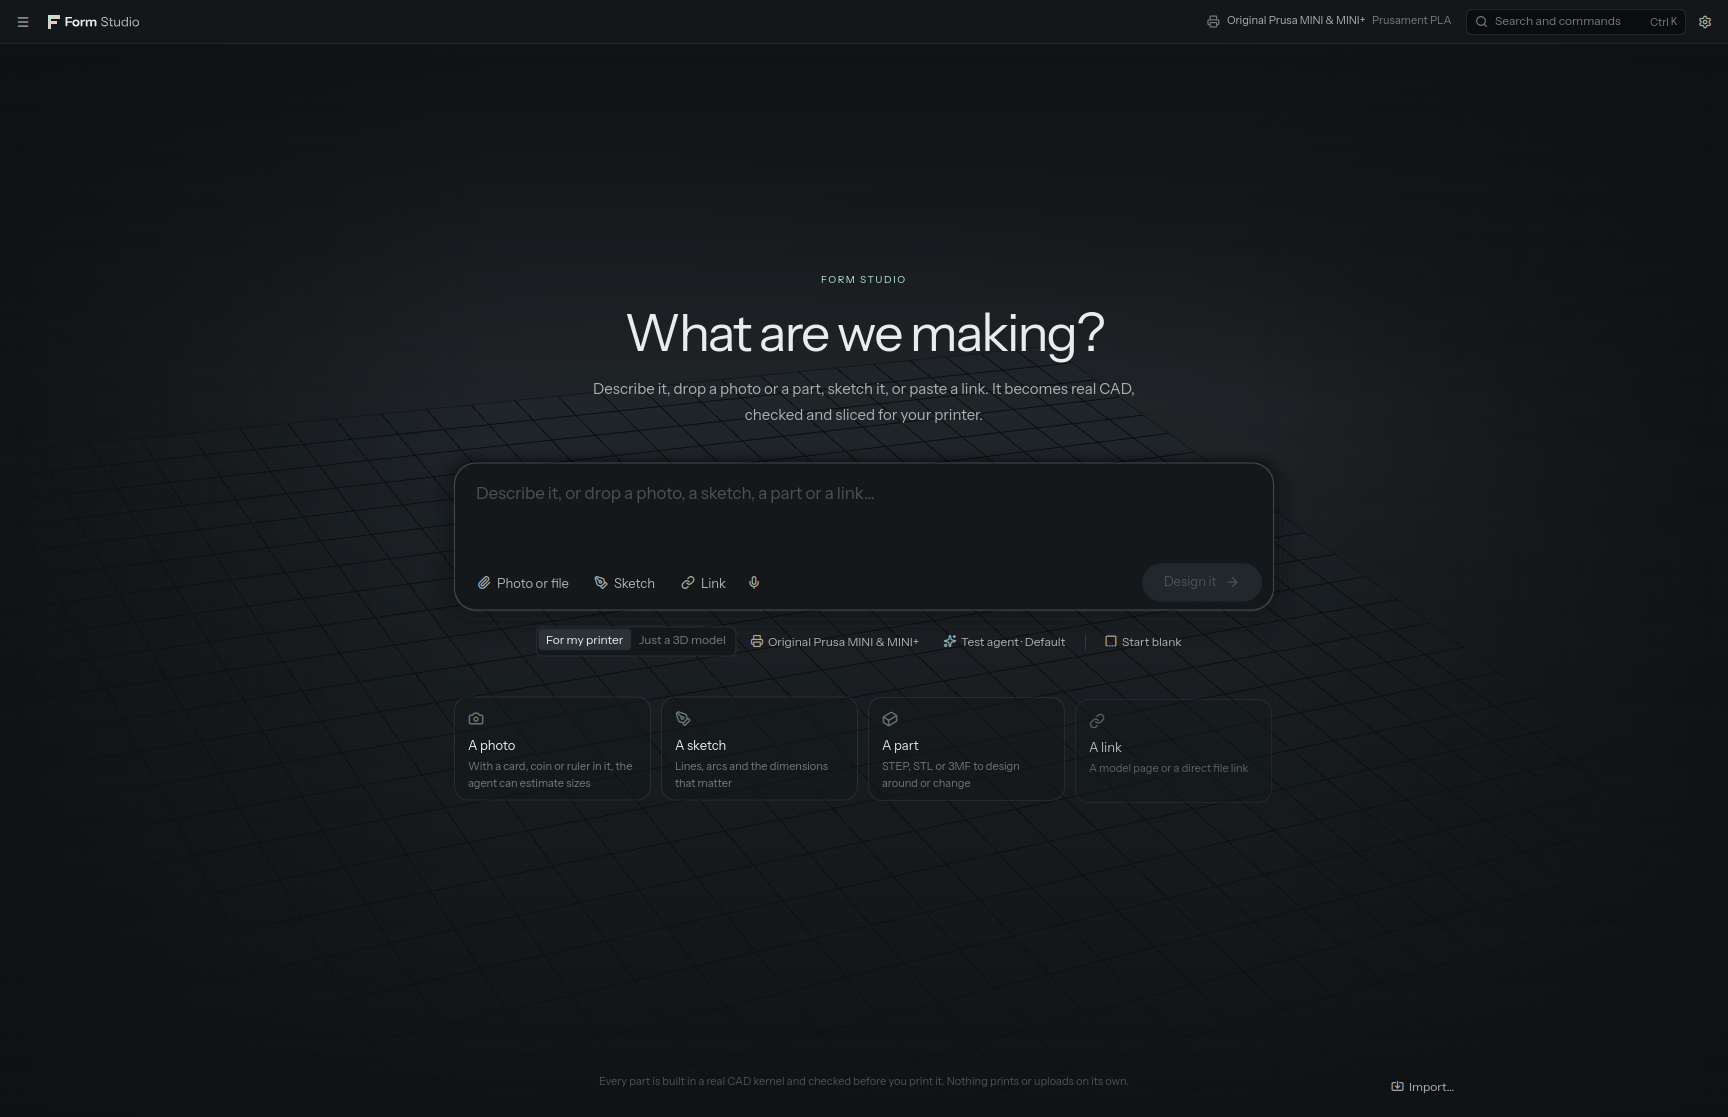 Form Studio
Original Prusa MINI & MINI+ Prusament PLA
Search and commands Ctrl K
FORM STUDIO
What are we making?
Describe it, drop a photo or a part, sketch it, or paste a link. It becomes real CAD,
checked and sliced for your printer.
Describe it, or drop a photo, a sketch, a part or a link...
Photo or file Sketch Link
Design it
For my printer Just a 3D model Original Prusa MINI & MINI+ Test agent · Default Start blank
A photo
With a card, coin or ruler in it, the
agent can estimate sizes
A sketch
Lines, arcs and the dimensions
that matter
A part
STEP, STL or 3MF to design
around or change
A link
A model page or a direct file link
Every part is built in a real CAD kernel and checked before you print it. Nothing prints or uploads on its own.
Import...